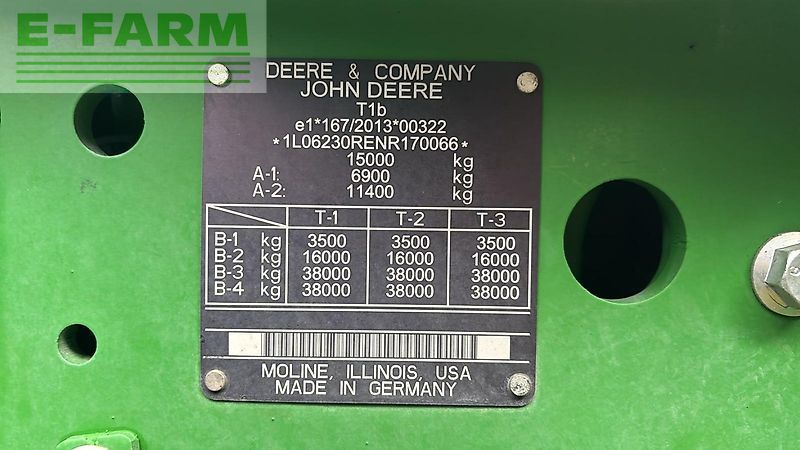 E-FARM
DEERE & COMPANY
JOHN DEERE
T1b
e1*167/2013*00322
*1L06230RENR170066*
15000 kg
A-1: 6900 kg
A-2: 11400 kg
T-1 T-2 T-3
B-1 kg 3500 3500 3500
B-2 kg 16000 16000 16000
B-3 kg 38000 38000 38000
B-4 kg 38000 38000 38000
MOLINE, ILLINOIS, USA
MADE IN GERMANY